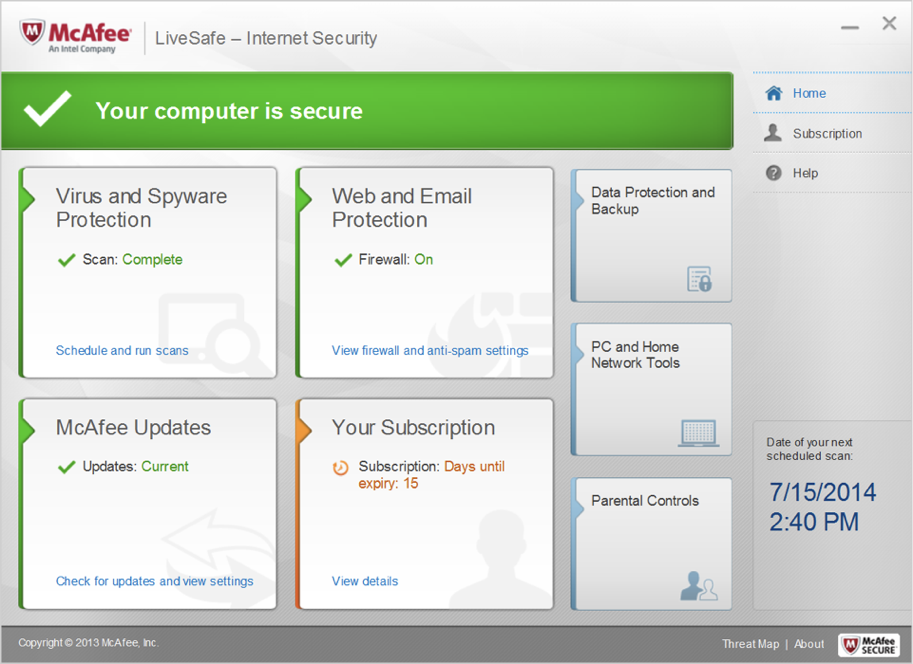 McAfee
An Intel Company
LiveSafe – Internet Security
Your computer is secure
Home
Subscription
Help
Virus and Spyware
Protection
Scan: Complete
Schedule and run scans
Web and Email
Protection
Firewall: On
View firewall and anti-spam settings
Data Protection and
Backup
PC and Home
Network Tools
McAfee Updates
Updates: Current
Check for updates and view settings
Your Subscription
Subscription: Days until
expiry: 15
View details
Parental Controls
Date of your next
scheduled scan:
7/15/2014
2:40 PM
Copyright © 2013 McAfee, Inc.
Threat Map | About
McAfee
SECURE